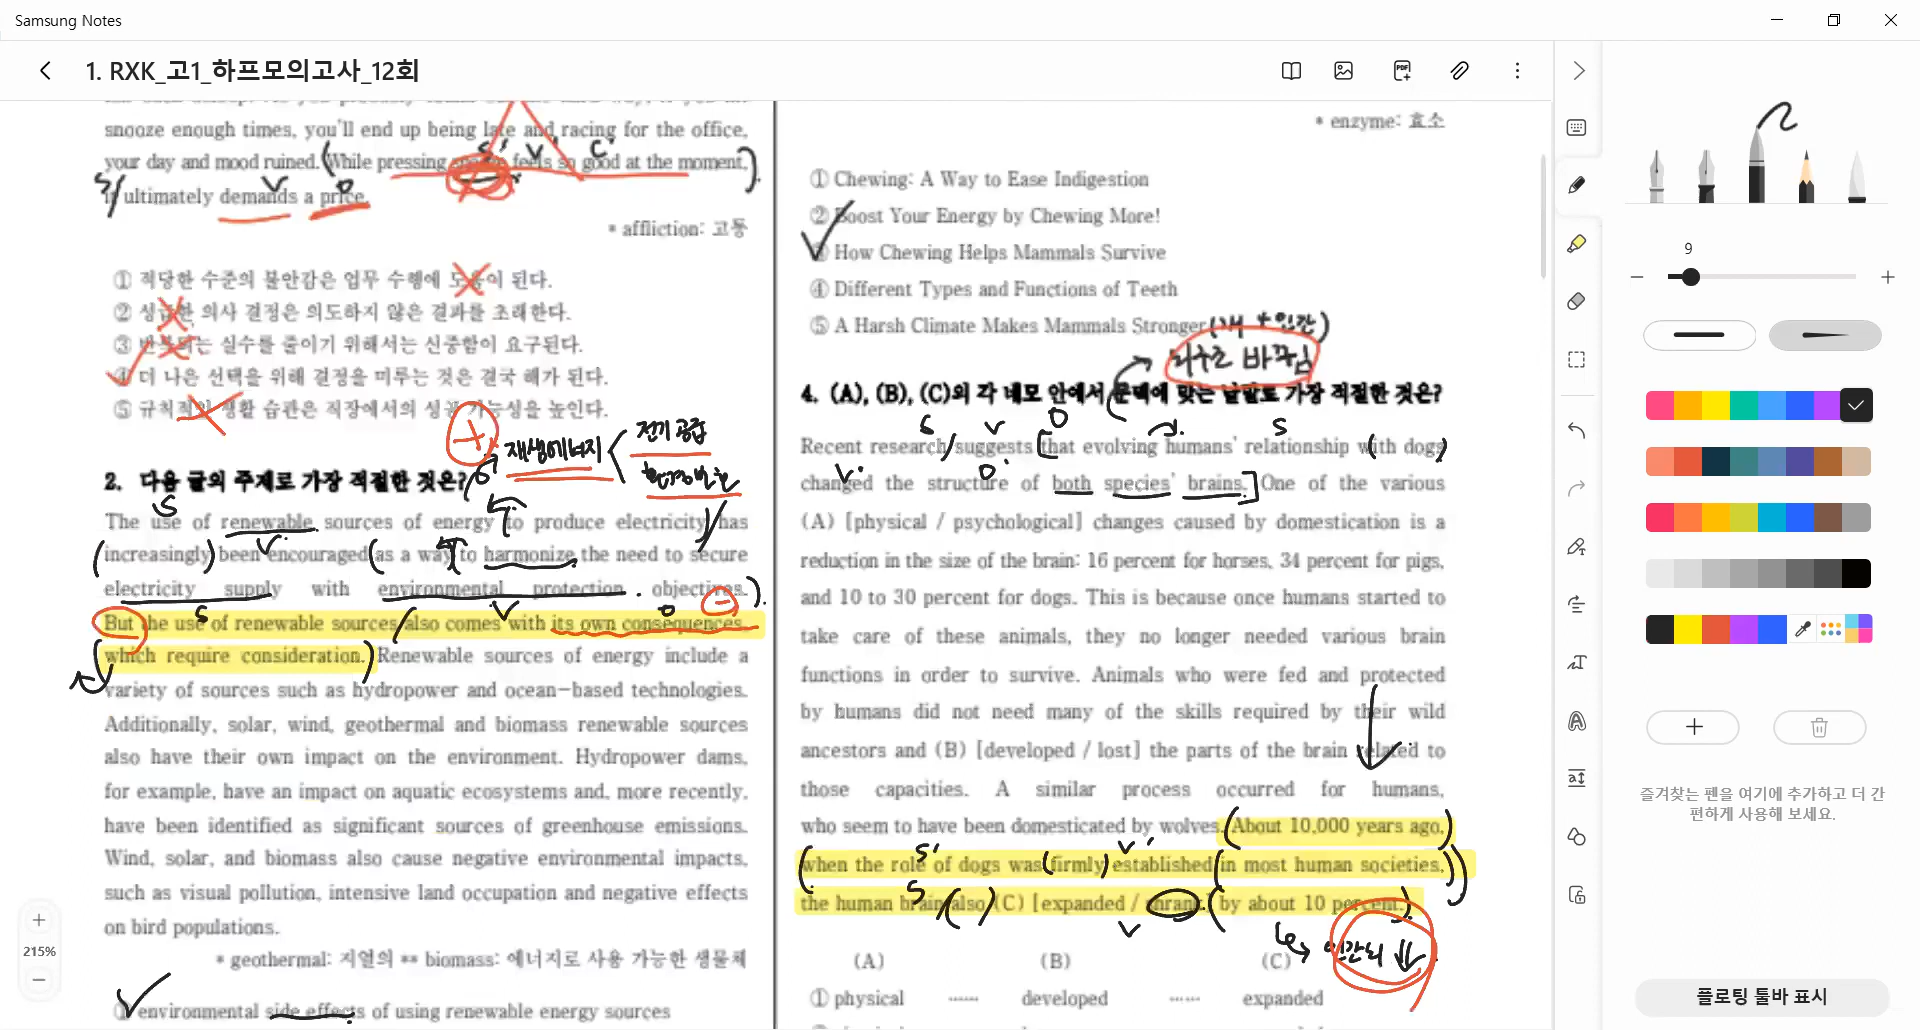 Samsung Notes
1. RXK_고1_하프모의고사_12회
snooze enough times, you'll end up being late and racing for the office,
your day and mood ruined. While pressing feels so good at the moment,
ultimately demands a price.
* affliction: 고통
① 적당한 수준의 불안감은 업무 수행에 도움이 된다.
② 성급한 의사 결정은 의도하지 않은 결과를 초래한다.
③ 반복되는 실수를 줄이기 위해서는 신중함이 요구된다.
④ 더 나은 선택을 위해 결정을 미루는 것은 결국 해가 된다.
⑤ 규칙적인 생활 습관은 직장에서의 성공 가능성을 높인다.
재생에너지
전기 공급
2. 다음 글의 주제로 가장 적절한 것은?
S
The use of renewable sources of energy to produce electricity has
increasingly been encouraged as a way to harmonize the need to secure
electricity supply with environmental protection objectives.
But the use of renewable sources also comes with its own consequences,
which require consideration. Renewable sources of energy include a
variety of sources such as hydropower and ocean-based technologies.
Additionally, solar, wind, geothermal and biomass renewable sources
also have their own impact on the environment. Hydropower dams,
for example, have an impact on aquatic ecosystems and, more recently,
have been identified as significant sources of greenhouse emissions.
Wind, solar, and biomass also cause negative environmental impacts,
such as visual pollution, intensive land occupation and negative effects
on bird populations.
* geothermal: 지열의 ** biomass: 에너지로 사용 가능한 생물체
① environmental side effects of using renewable energy sources
* enzyme: 효소
① Chewing: A Way to Ease Indigestion
② Boost Your Energy by Chewing More!
③ How Chewing Helps Mammals Survive
④ Different Types and Functions of Teeth
⑤ A Harsh Climate Makes Mammals Stronger
(개 + 인간)
바꾸님
4. (A), (B), (C)의 각 네모 안에서 문맥에 맞는 낱말로 가장 적절한 것은?
Recent research suggests that evolving humans' relationship with dogs
changed the structure of both species' brains. One of the various
(A) [physical / psychological] changes caused by domestication is a
reduction in the size of the brain: 16 percent for horses, 34 percent for pigs,
and 10 to 30 percent for dogs. This is because once humans started to
take care of these animals, they no longer needed various brain
functions in order to survive. Animals who were fed and protected
by humans did not need many of the skills required by their wild
ancestors and (B) [developed / lost] the parts of the brain related to
those capacities. A similar process occurred for humans,
who seem to have been domesticated by wolves. About 10,000 years ago,
when the role of dogs was firmly established in most human societies,
the human brain also (C) [expanded / shrank] by about 10 percent.
인간뇌
(A) (B) (C)
① physical ...... developed ...... expanded
9
즐겨찾는 펜을 여기에 추가하고 더 간
편하게 사용해 보세요.
플로팅 툴바 표시
215%